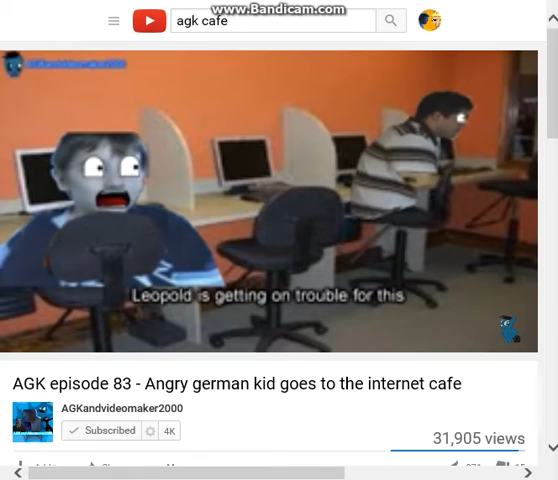 www.Bandicam.com
agk cafe
AGKandvideomaker2000
Leopold is getting on trouble for this
AGK episode 83 - Angry german kid goes to the internet cafe
AGKandvideomaker2000
Subscribed 4K
31,905 views